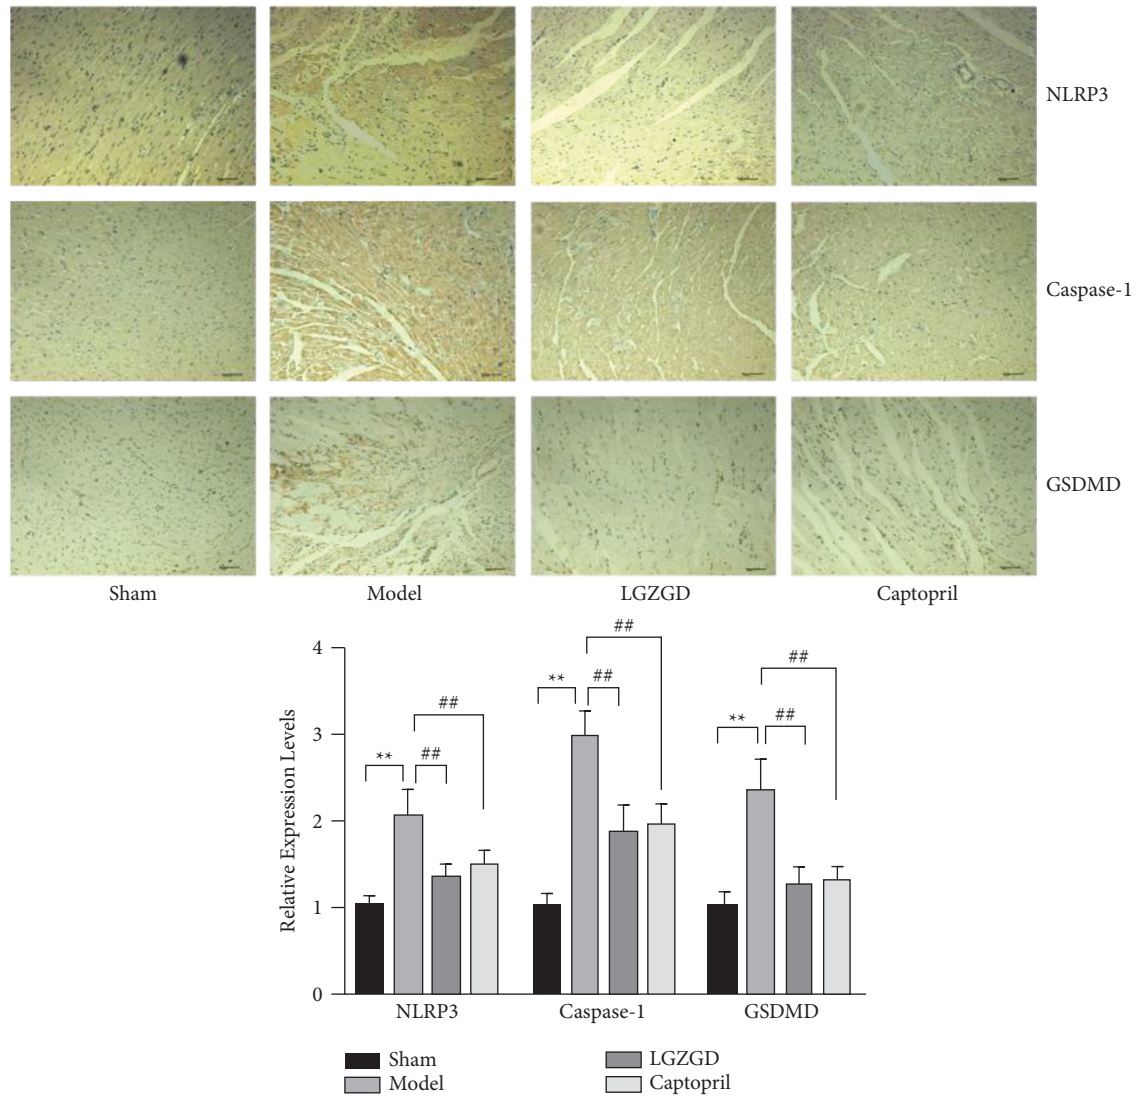 NLRP3
Caspase-1
GSDMD
Sham Model LGZGD Captopril
##
##
** ##
##
** ##
** ##
4
3
2
1
0
Relative Expression Levels
NLRP3 Caspase-1 GSDMD
Sham LGZGD
Model Captopril